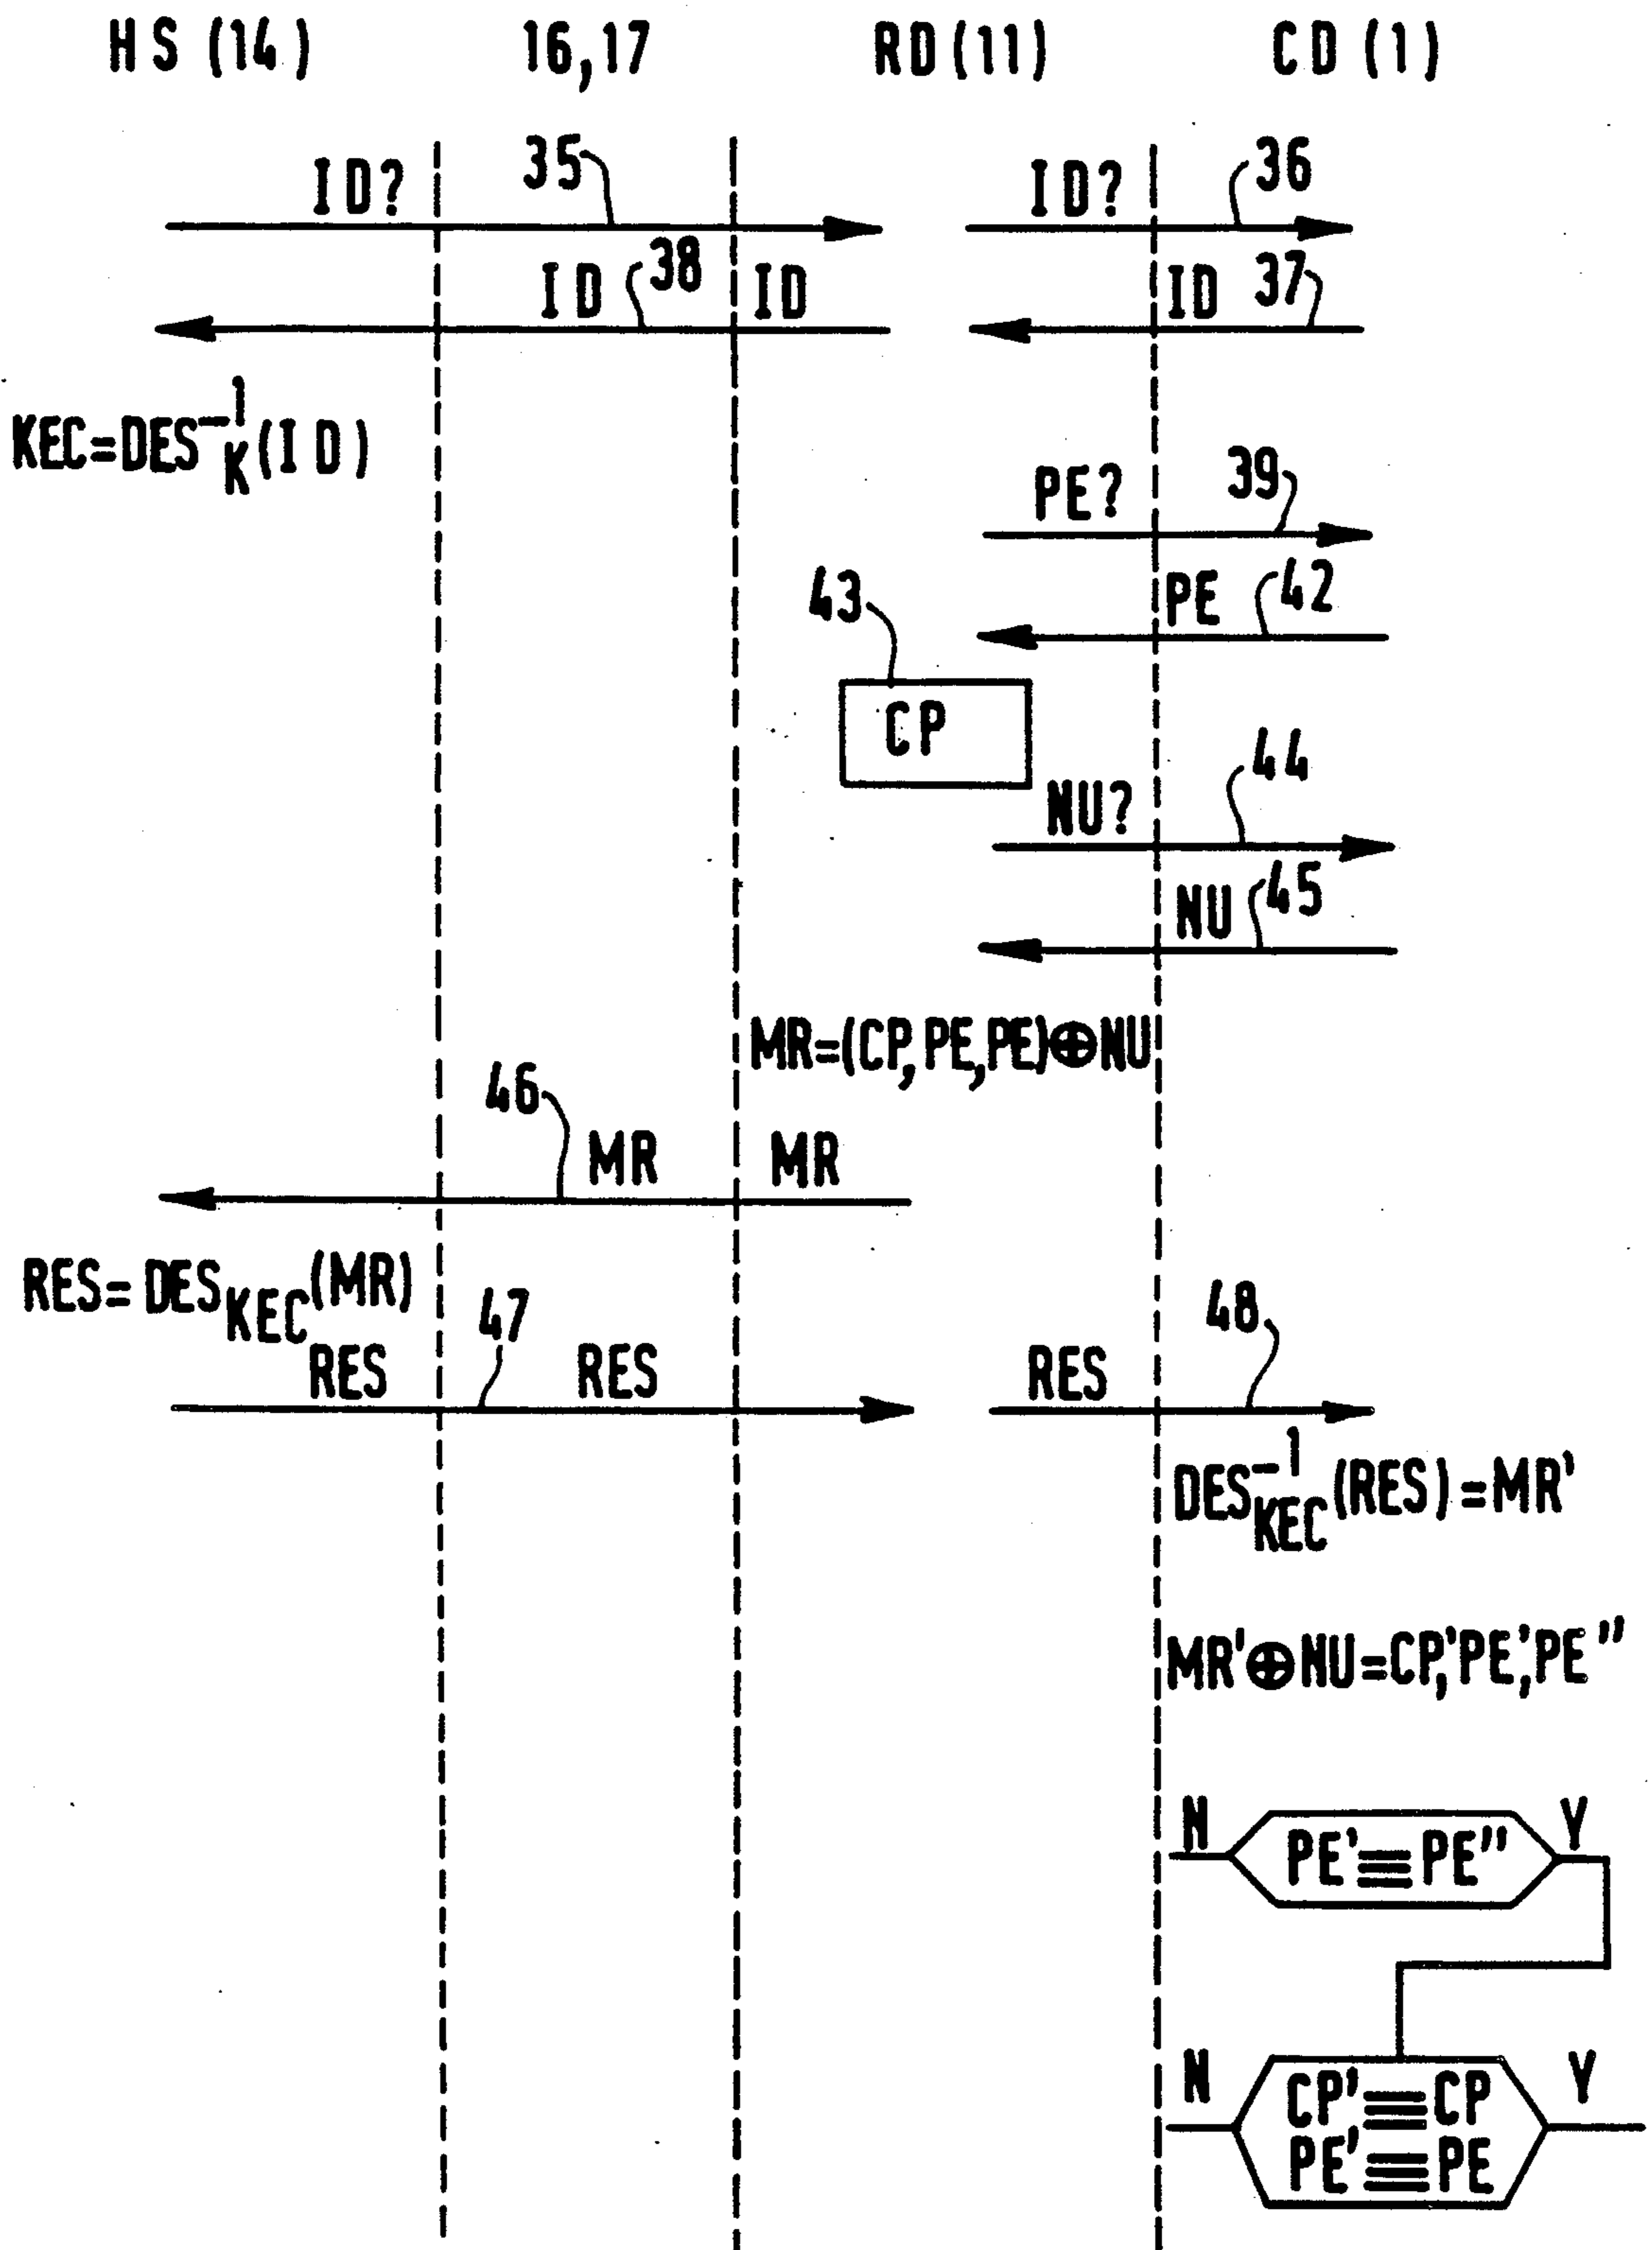 HS (14) 16,17 RD(11) CD (1)
ID? 35 ID? 36
ID 38 ID ID 37
KEC=DES⁻¹K(ID)
PE? 39
PE 42
43
CP
44
NU?
NU 45
MR=(CP,PE,PE)⊕NU
46
MR MR
RES=DES KEC(MR)
47 48
RES RES RES
DES⁻¹KEC(RES)=MR'
MR'⊕NU=CP',PE',PE"
N PE'≡PE" Y
N CP'≡CP Y
PE'≡PE